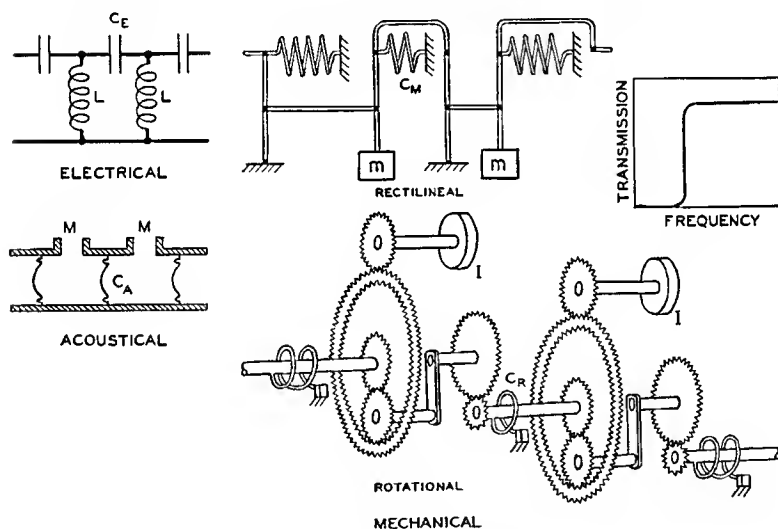 C_E
L
L
ELECTRICAL
C_M
m
m
RECTILINEAL
TRANSMISSION
FREQUENCY
M
M
C_A
ACOUSTICAL
I
I
C_R
ROTATIONAL
MECHANICAL